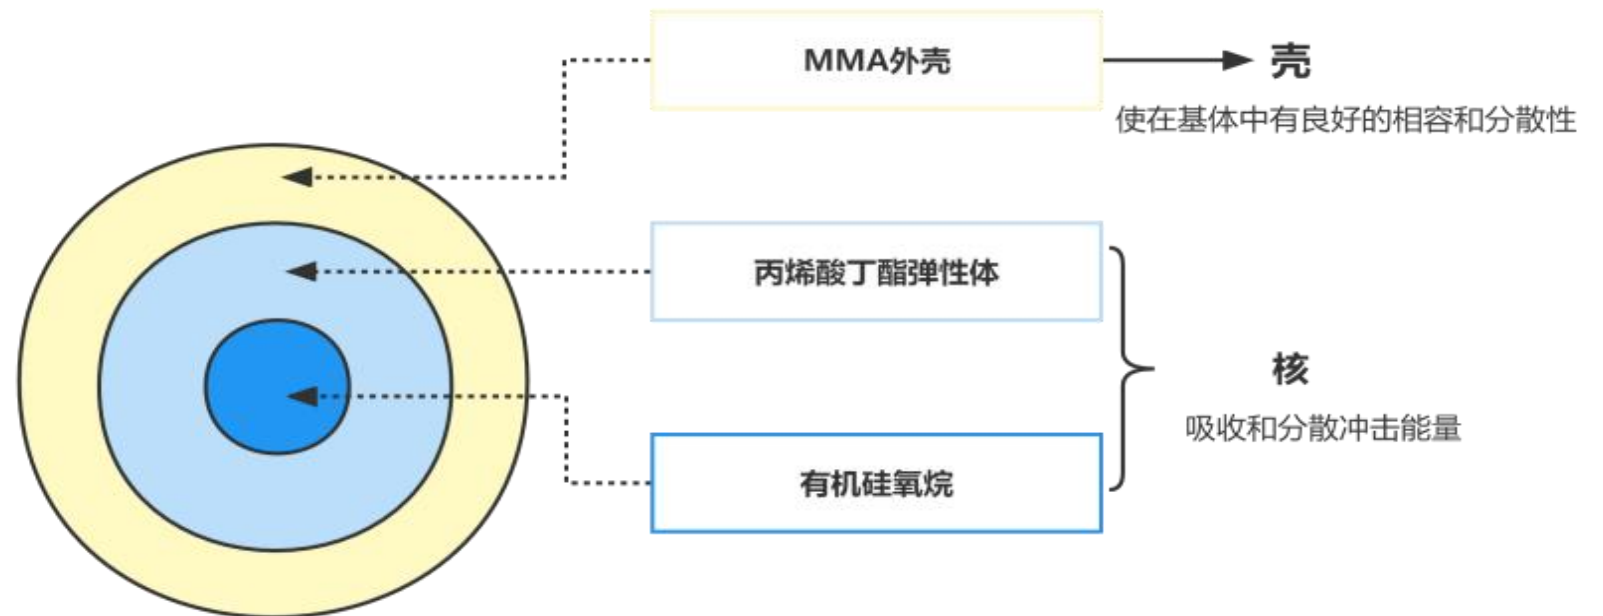 MMA外壳
壳
使在基体中有良好的相容和分散性
丙烯酸丁酯弹性体
核
吸收和分散冲击能量
有机硅氧烷